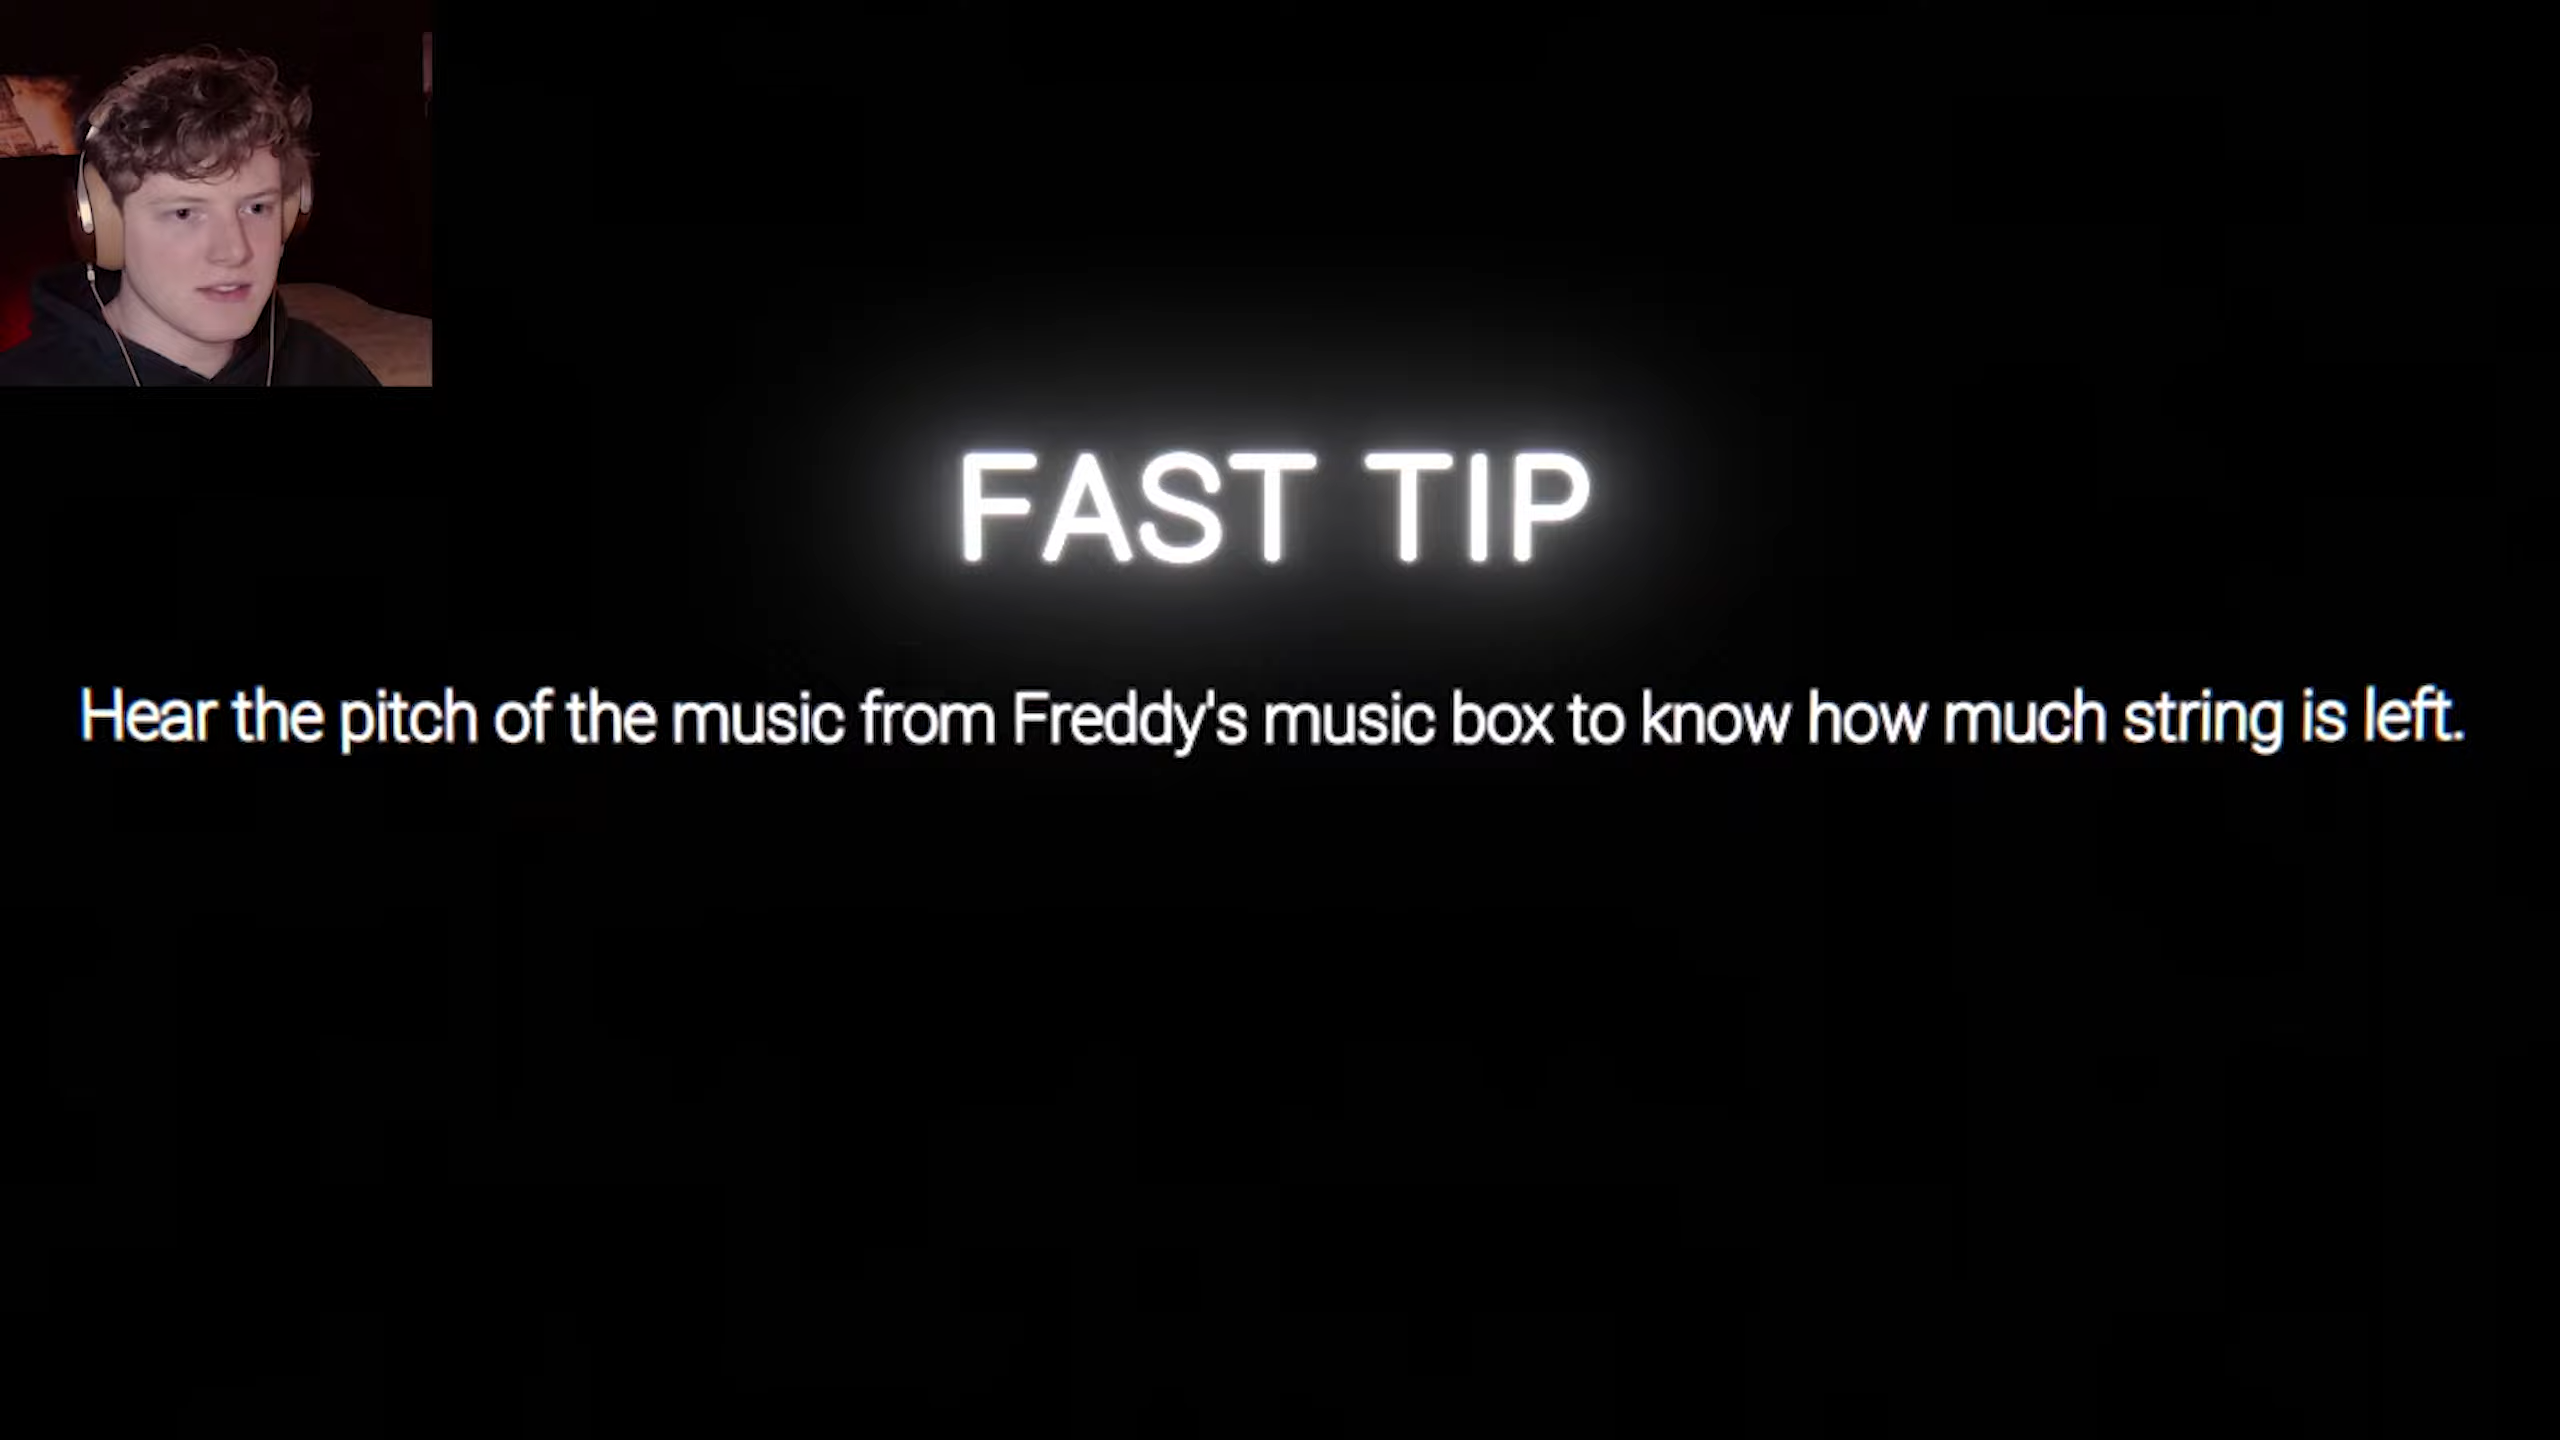 FAST TIP
Hear the pitch of the music from Freddy's music box to know how much string is left.